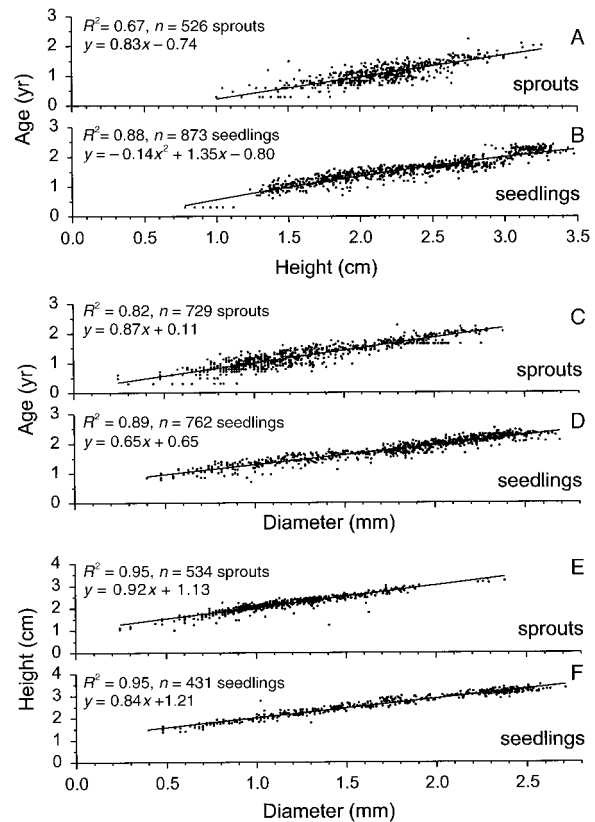 3
R² = 0.67, n = 526 sprouts
A
2
y = 0.83x – 0.74
1
sprouts
0
Age (yr)
3
R² = 0.88, n = 873 seedlings
B
2
y = – 0.14x² + 1.35x – 0.80
1
seedlings
0
0.0 0.5 1.0 1.5 2.0 2.5 3.0 3.5
Height (cm)
3
R² = 0.82, n = 729 sprouts
C
2
y = 0.87x + 0.11
1
sprouts
0
Age (yr)
3
R² = 0.89, n = 762 seedlings
D
2
y = 0.65x + 0.65
1
seedlings
0
Diameter (mm)
4
R² = 0.95, n = 534 sprouts
E
3
y = 0.92x + 1.13
2
1
sprouts
0
Height (cm)
4
R² = 0.95, n = 431 seedlings
F
3
y = 0.84x +1.21
2
1
seedlings
0
0.0 0.5 1.0 1.5 2.0 2.5
Diameter (mm)